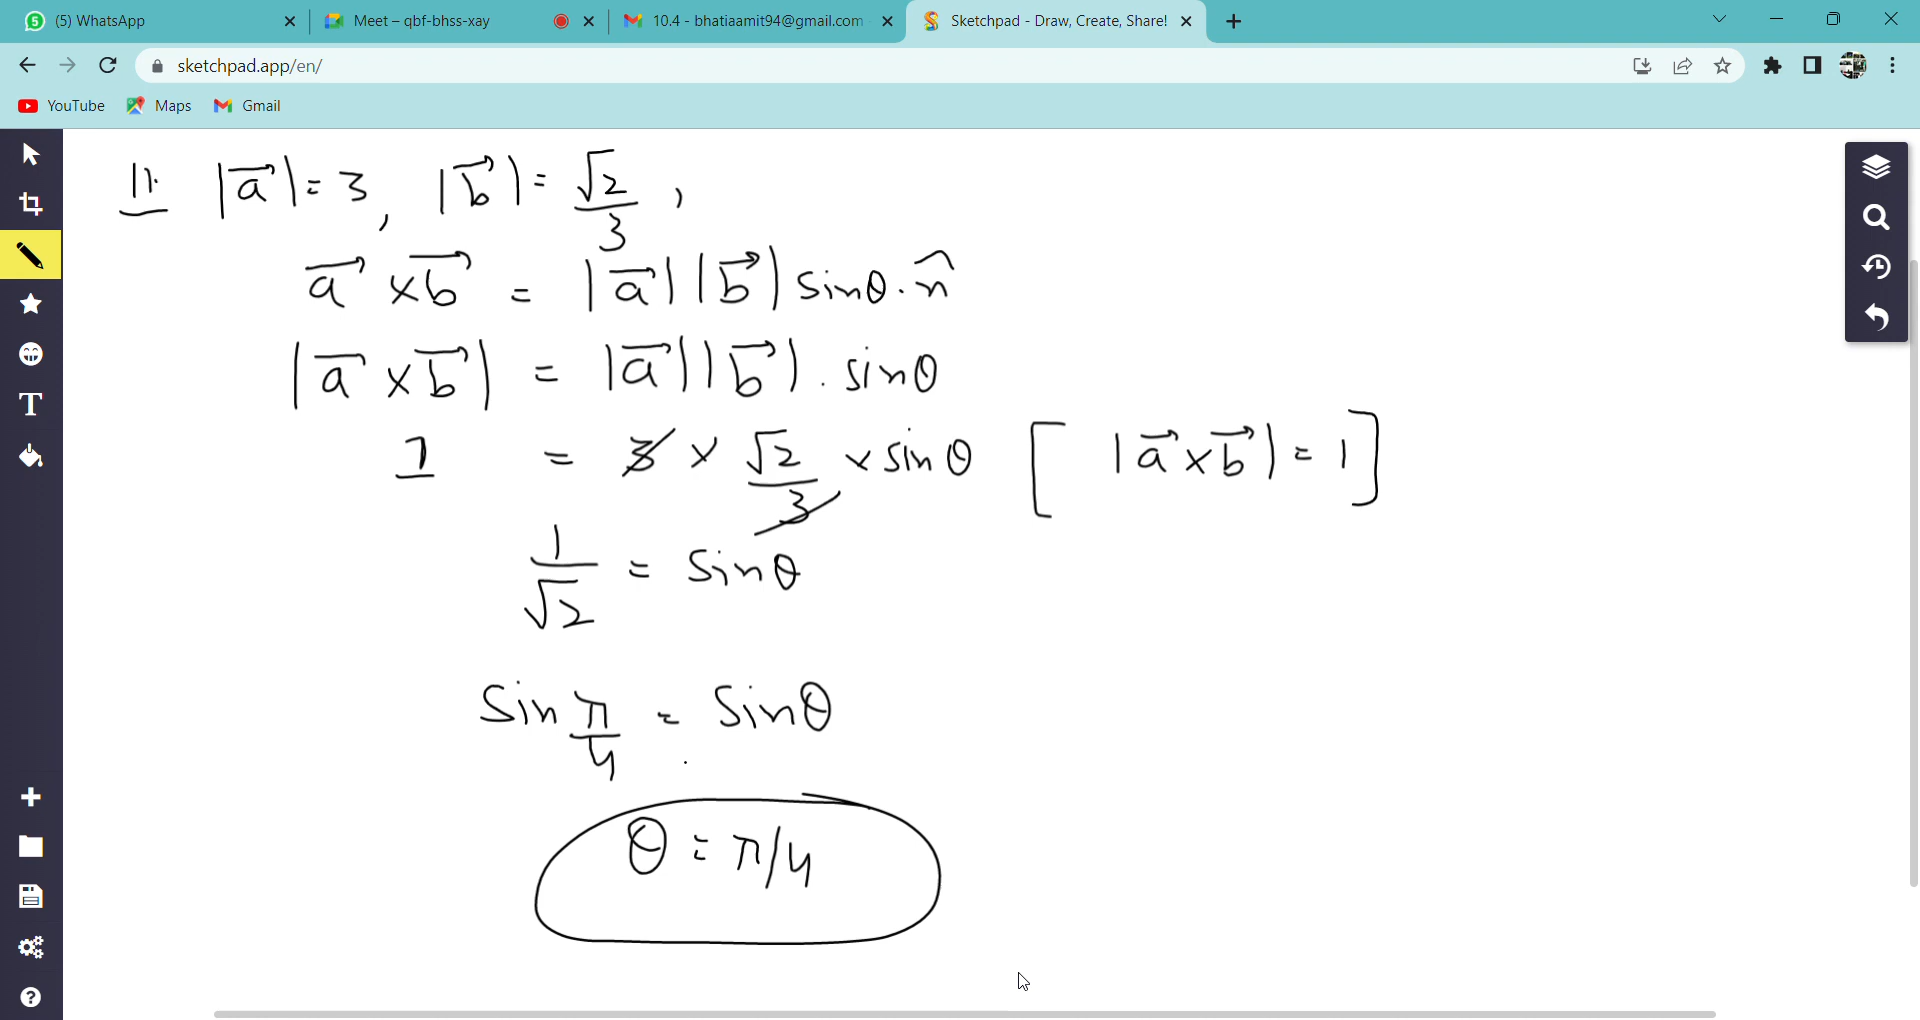 (5) WhatsApp
Meet – qbf-bhss-xay
10.4 - bhatiaamit94@gmail.com
Sketchpad - Draw, Create, Share!
sketchpad.app/en/
YouTube
Maps
Gmail
11. |a⃗| = 3, |b⃗| = √2/3,
a⃗ × b⃗ = |a⃗| |b⃗| sinθ · n̂
|a⃗ × b⃗| = |a⃗| |b⃗| . sinθ
1 = 3 × √2/3 × sinθ [ |a⃗ × b⃗| = 1 ]
1/√2 = sinθ
sin π/4 = sinθ
θ = π/4